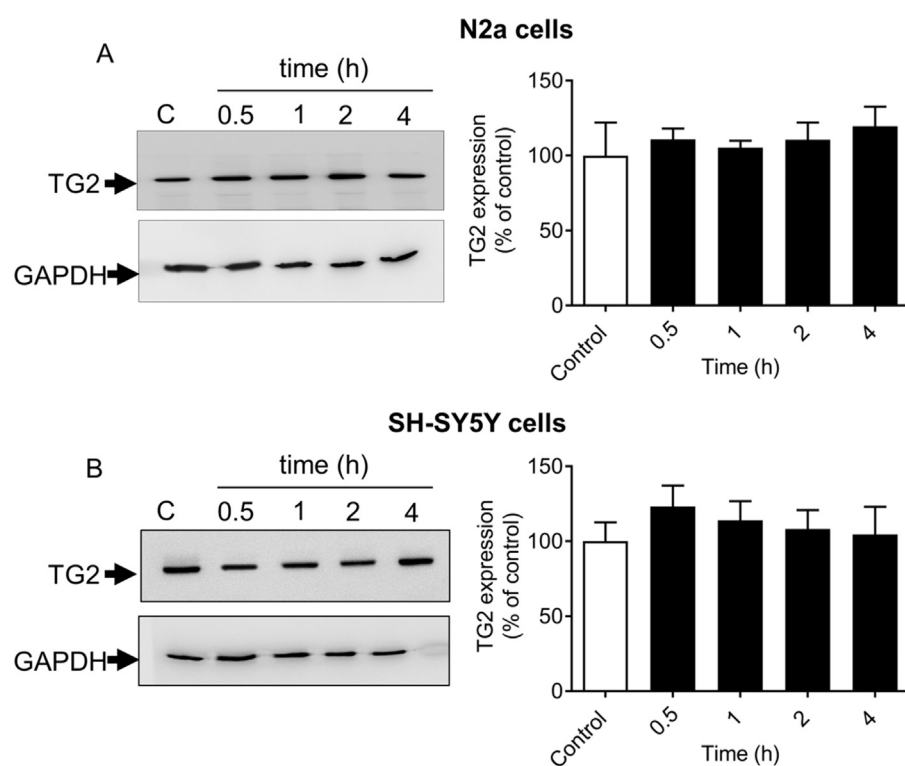 N2a cells
A
time (h)
C 0.5 1 2 4
TG2
GAPDH
TG2 expression
(% of control)
150
100
50
0
Control 0.5 1 2 4
Time (h)
SH-SY5Y cells
B
time (h)
C 0.5 1 2 4
TG2
GAPDH
TG2 expression
(% of control)
150
100
50
0
Control 0.5 1 2 4
Time (h)